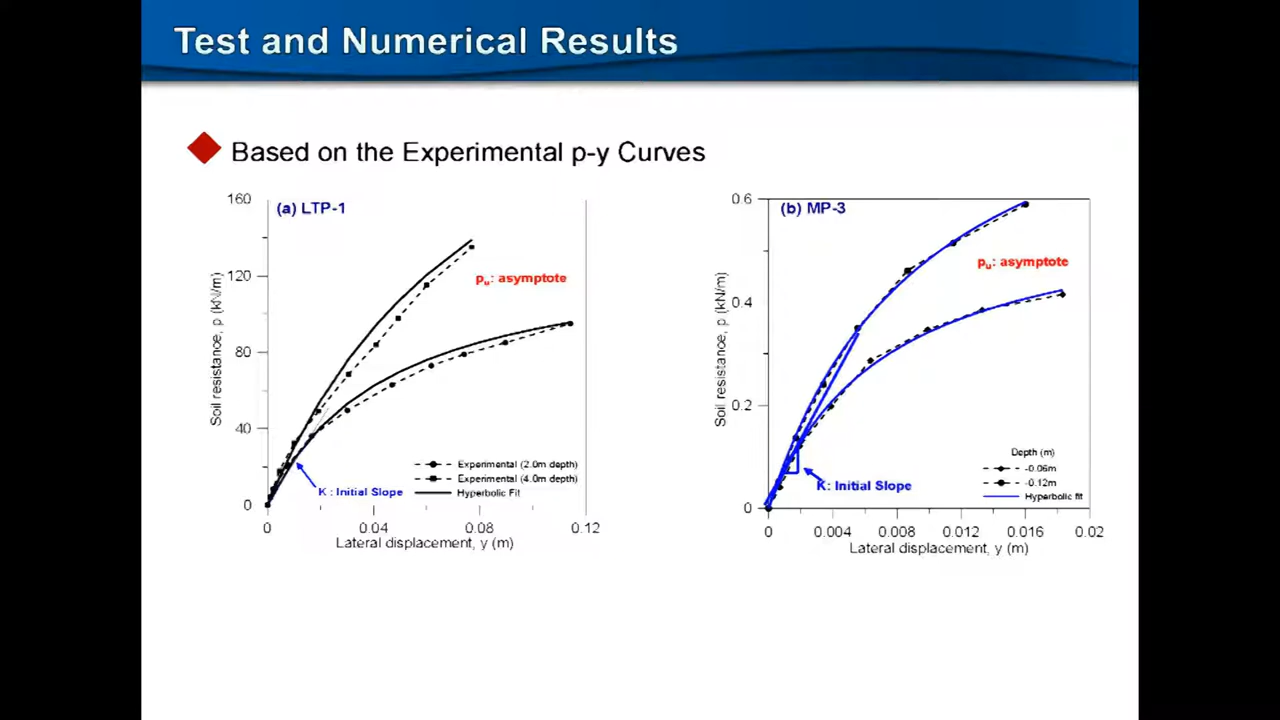 Test and Numerical Results
Based on the Experimental p-y Curves
(a) LTP-1
160
120
80
40
0
Soil resistance, p (kN/m)
pu: asymptote
K : Initial Slope
Experimental (2.0m depth)
Experimental (4.0m depth)
Hyperbolic Fit
0 0.04 0.08 0.12
Lateral displacement, y (m)
(b) MP-3
0.6
0.4
0.2
0
Soil resistance, p (kN/m)
pu: asymptote
K: Initial Slope
Depth (m)
-0.06m
-0.12m
Hyperbolic fit
0 0.004 0.008 0.012 0.016 0.02
Lateral displacement, y (m)